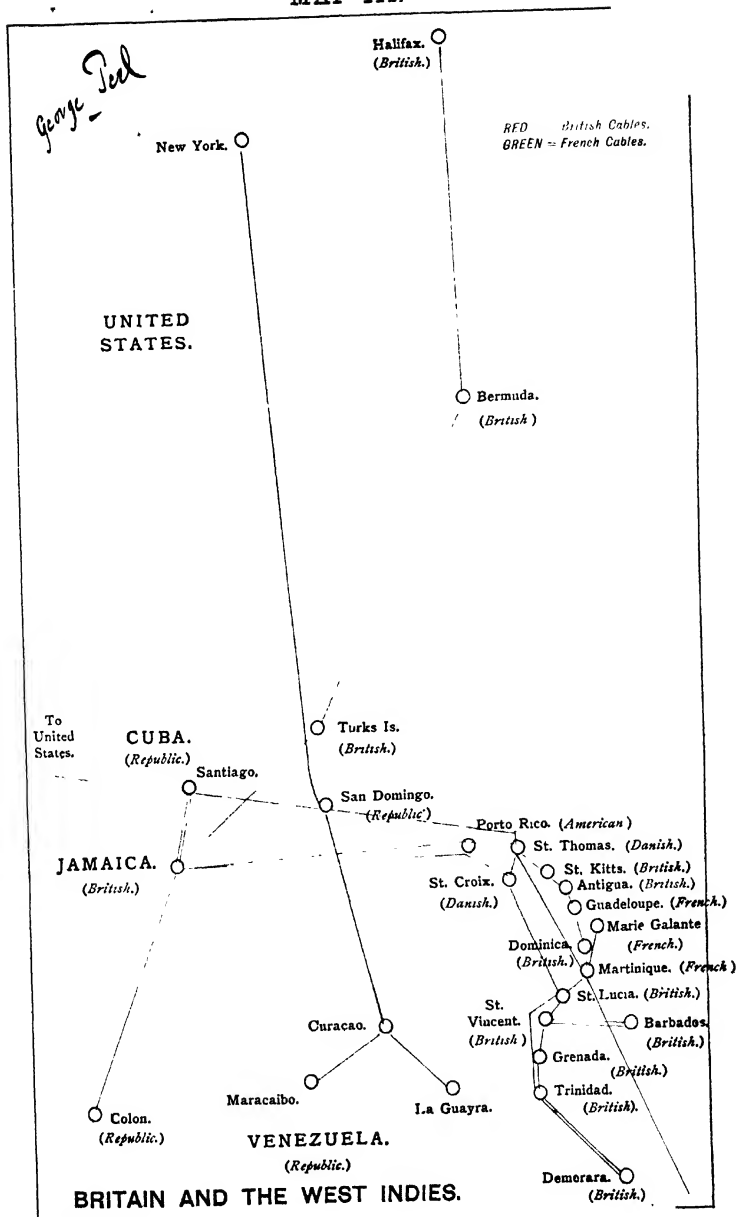 George Peel
Halifax.
(British.)
New York.
RED British Cables.
GREEN = French Cables.
UNITED
STATES.
Bermuda.
(British)
To
United
States.
CUBA.
(Republic.)
Santiago.
Turks Is.
(British.)
San Domingo.
(Republic)
Porto Rico. (American)
St. Thomas. (Danish.)
JAMAICA.
(British.)
St. Croix.
(Danish.)
St. Kitts. (British.)
Antigua. (British.)
Guadeloupe. (French.)
Marie Galante
(French.)
Dominica.
(British.)
Martinique. (French)
St. Lucia. (British.)
St.
Vincent.
(British)
Barbados.
(British.)
Curaçao.
Grenada.
(British.)
Maracaibo.
La Guayra.
Trinidad.
(British).
Colon.
(Republic.)
VENEZUELA.
(Republic.)
Demorara.
(British.)
BRITAIN AND THE WEST INDIES.